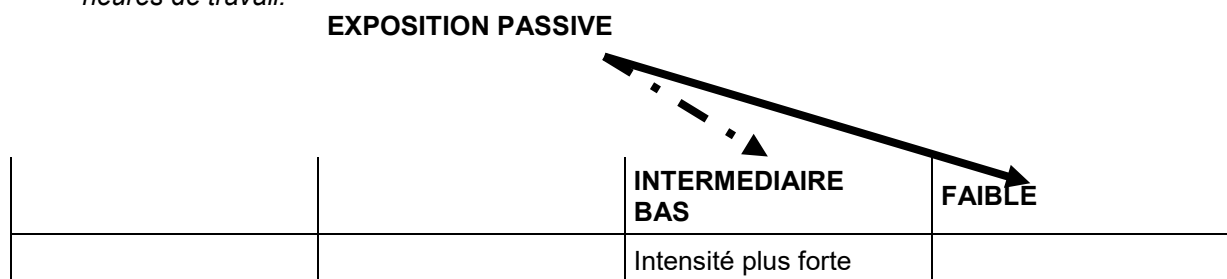 heures de travail.
EXPOSITION PASSIVE
INTERMEDIAIRE
BAS
FAIBLE
Intensité plus forte